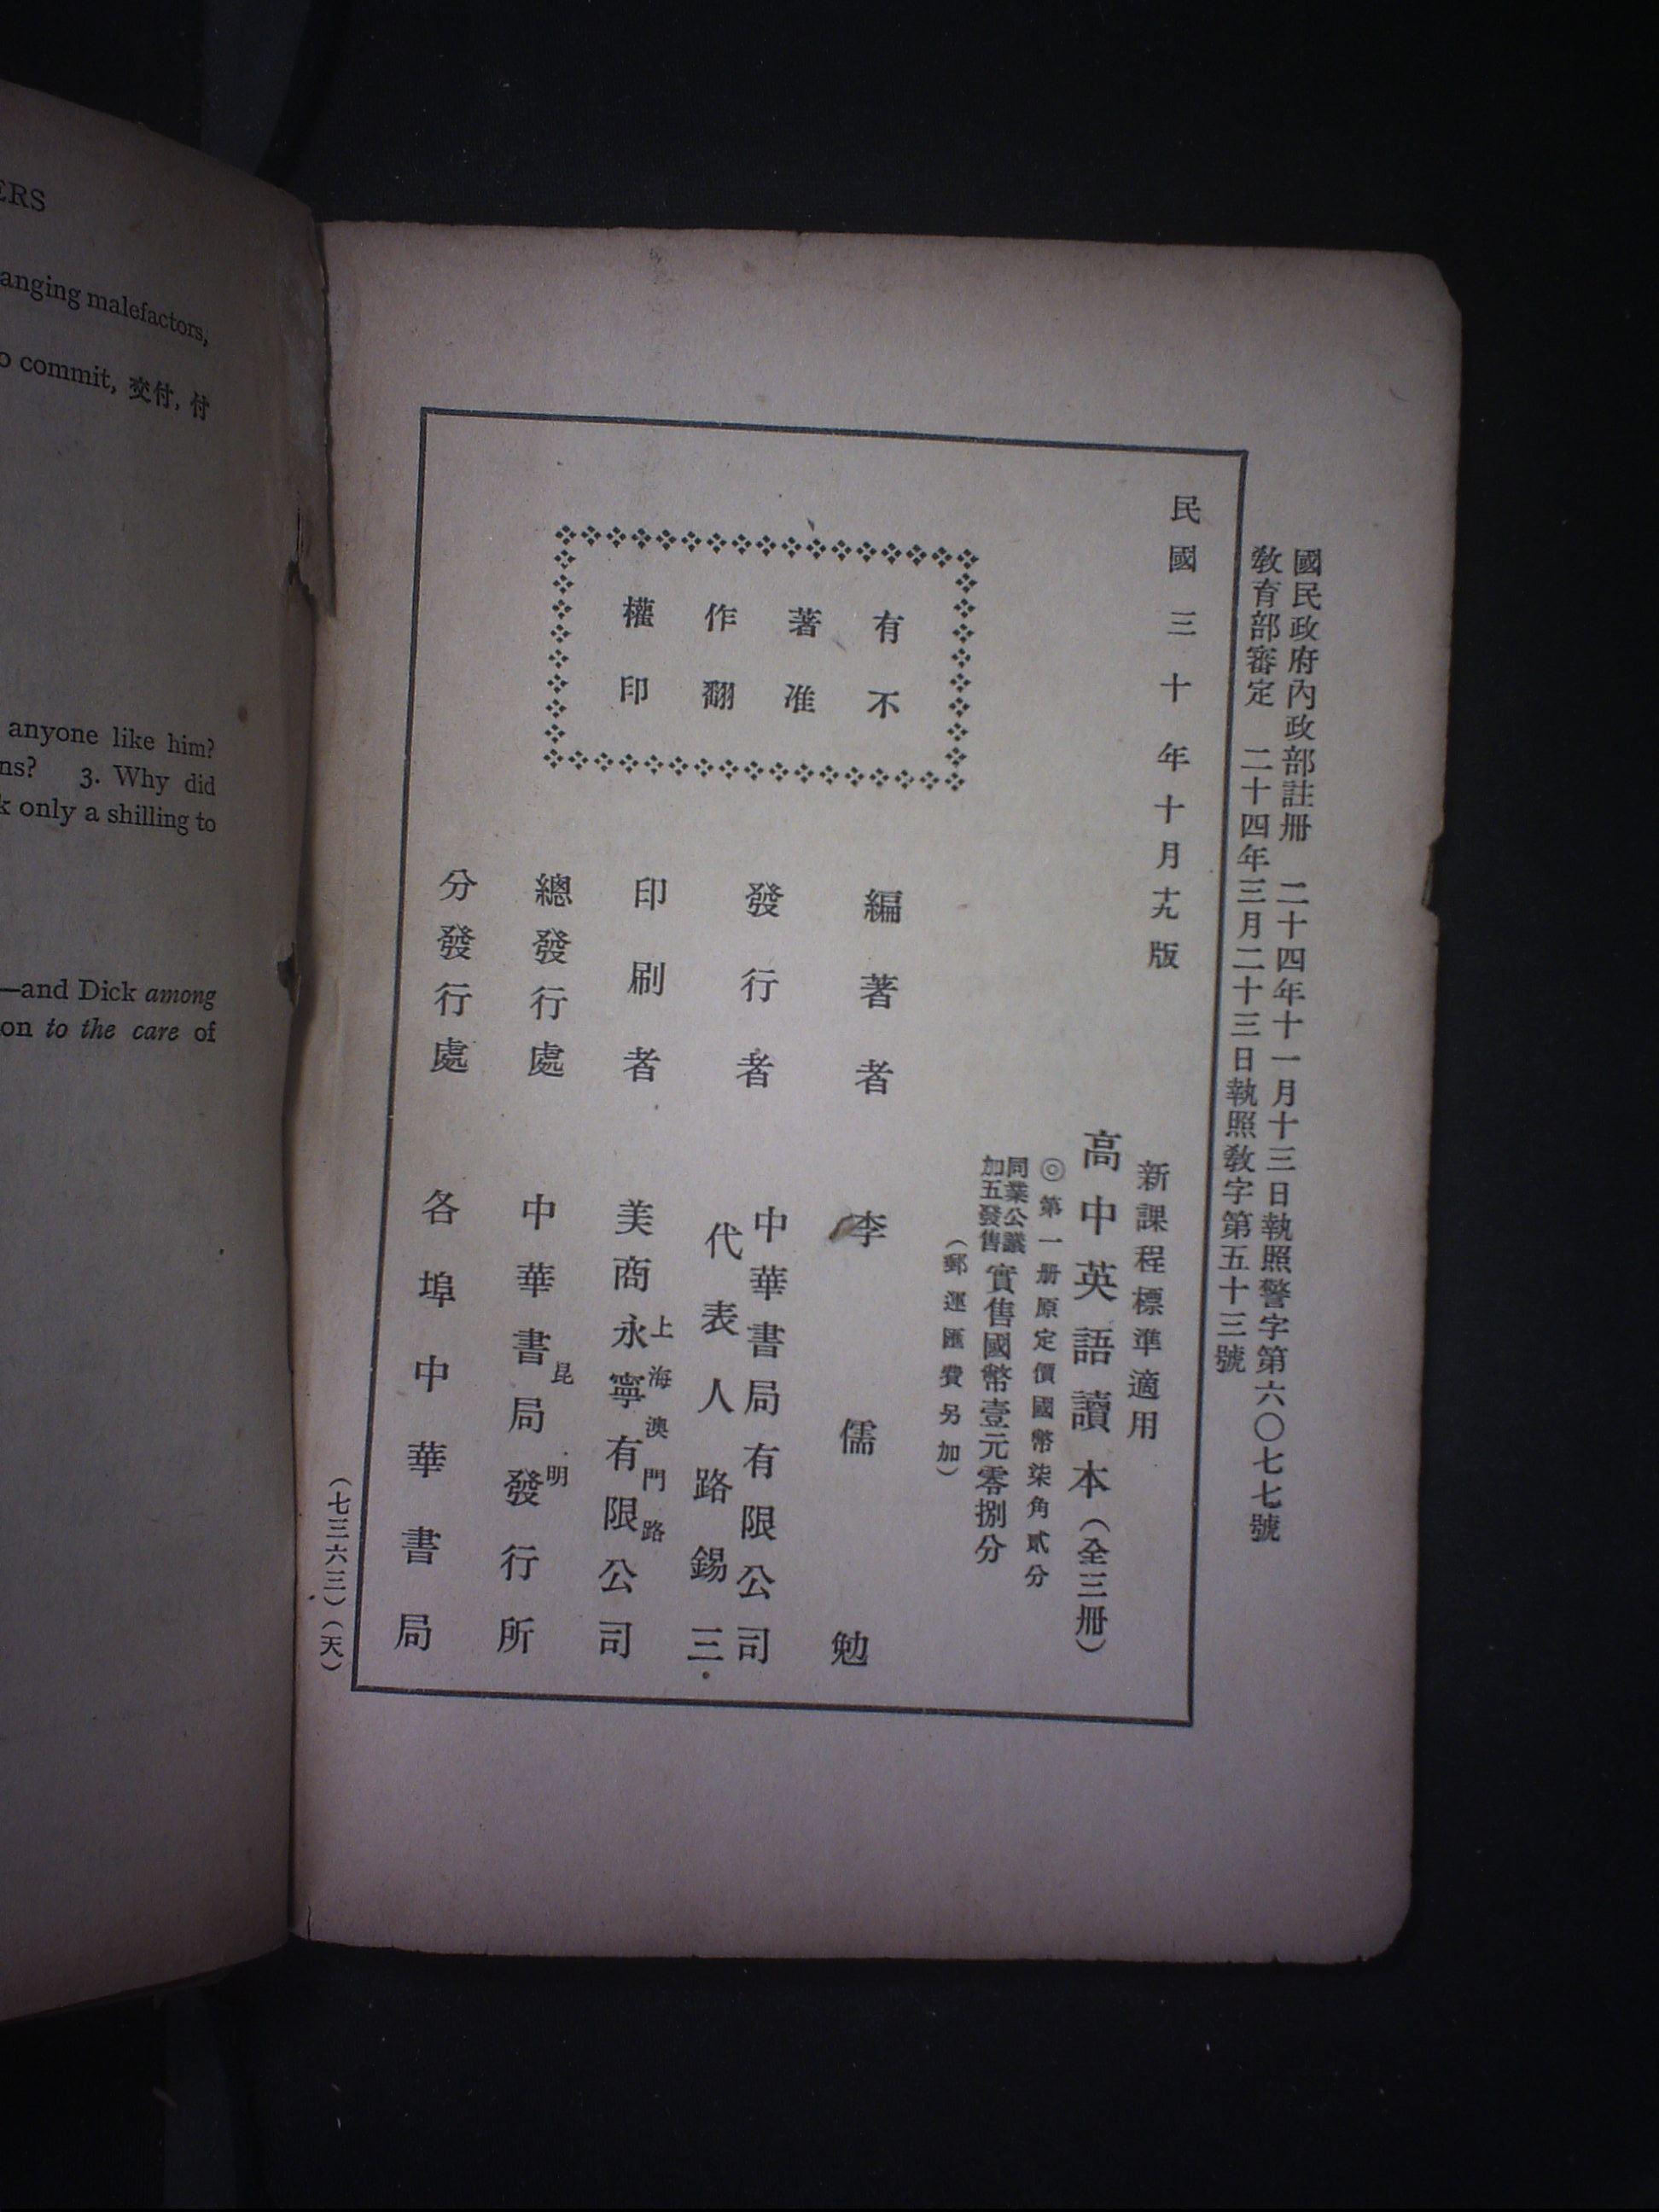 ERS
anging malefactors,
o commit, 交付, 付
anyone like him?
ns? 3. Why did
k only a shilling to
—and Dick among
on to the care of
國民政府內政部註冊 二十四年十一月十三日執照警字第六〇七七號
敎育部審定 二十四年三月二十三日執照敎字第五十三號
民國三十年十月十九版
新課程標準適用
高中英語讀本(全三冊)
◎第一册原定價國幣柒角貳分
同業公議
加五發售
實售國幣壹元零捌分
(郵運匯費另加)
有不
著准
作翻
權印
編著者 李儒勉
發行者 中華書局有限公司
代表人路錫三
印刷者 上海澳門路
美商永寧有限公司
總發行處 昆明
中華書局發行所
分發行處 各埠中華書局
(七三六三)(天)